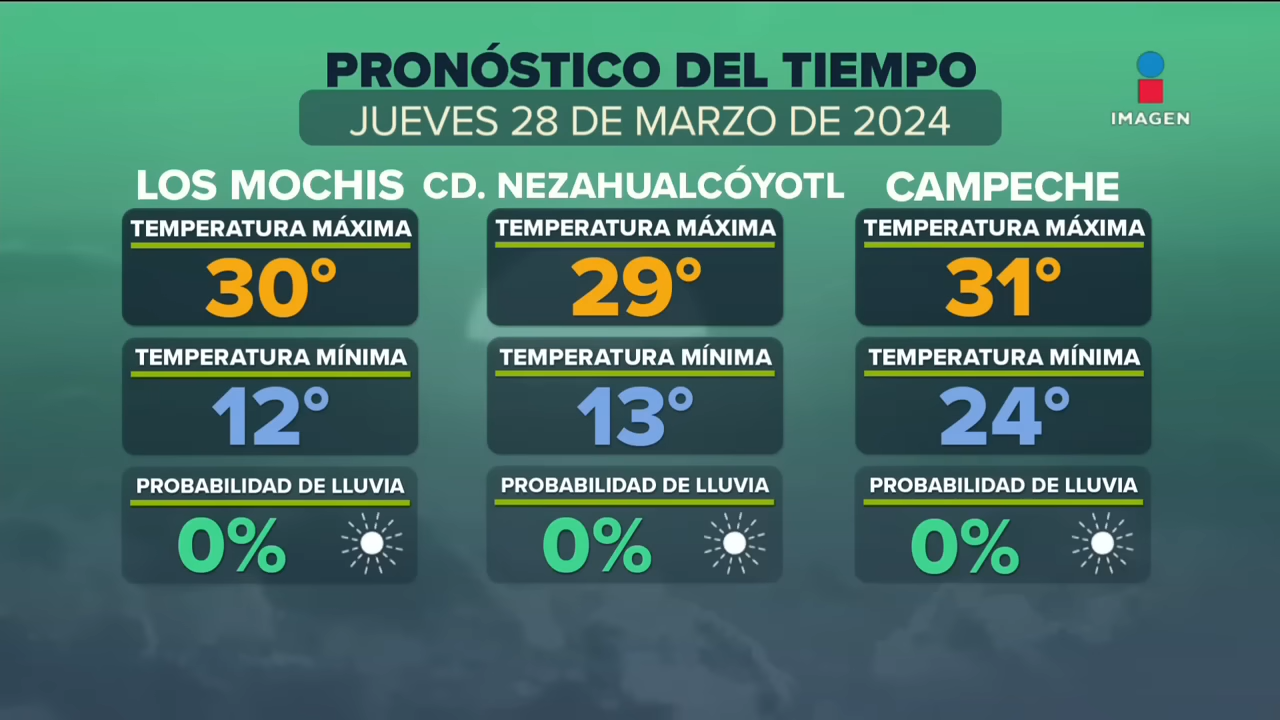 PRONÓSTICO DEL TIEMPO
JUEVES 28 DE MARZO DE 2024
IMAGEN
LOS MOCHIS
TEMPERATURA MÁXIMA
30°
TEMPERATURA MÍNIMA
12°
PROBABILIDAD DE LLUVIA
0%
CD. NEZAHUALCÓYOTL
TEMPERATURA MÁXIMA
29°
TEMPERATURA MÍNIMA
13°
PROBABILIDAD DE LLUVIA
0%
CAMPECHE
TEMPERATURA MÁXIMA
31°
TEMPERATURA MÍNIMA
24°
PROBABILIDAD DE LLUVIA
0%